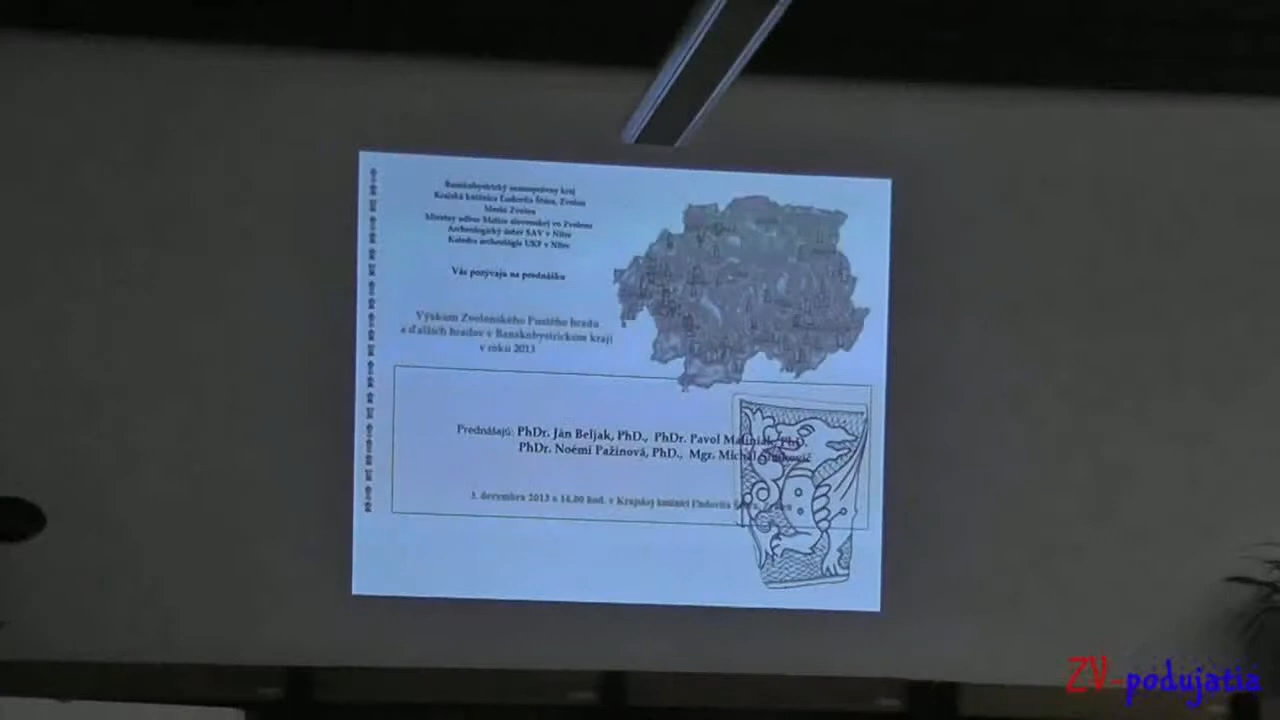 Banskobystrický samosprávny kraj
Krajská knižnica Ľudovíta Štúra, Zvolen
Mesto Zvolen
Miestny odbor Matice slovenskej vo Zvolene
Archeologický ústav SAV v Nitre
Katedra archeológie UKF v Nitre
Vás pozývajú na prednášku
Výskum Zvolenského Pustého hradu
a ďalších hradov v Banskobystrickom kraji
v roku 2013
Prednášajú: PhDr. Ján Beljak, PhD., PhDr. Pavol Maliniak, PhD.
PhDr. Noémi Pažinová, PhD., Mgr. Michal
3. decembra 2013 o 16.00 hod. v Krajskej knižnici Ľudovíta Štúra, Zvolen
ZV-podujatia